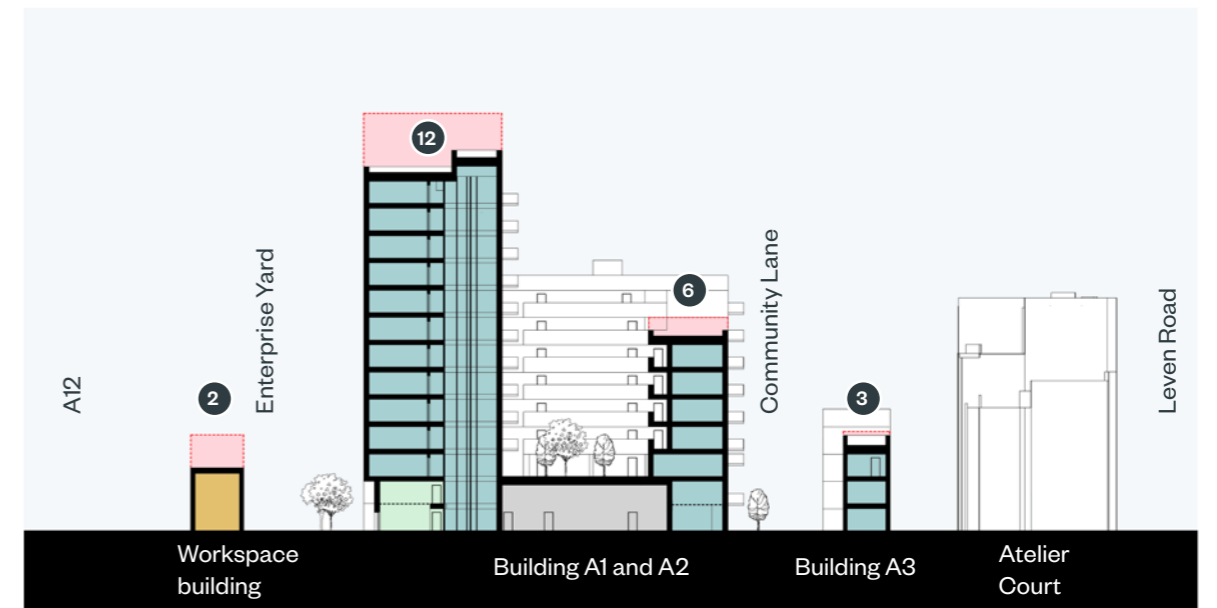 12
6
2
3
A12
Enterprise Yard
Community Lane
Leven Road
Workspace
building
Building A1 and A2
Building A3
Atelier
Court